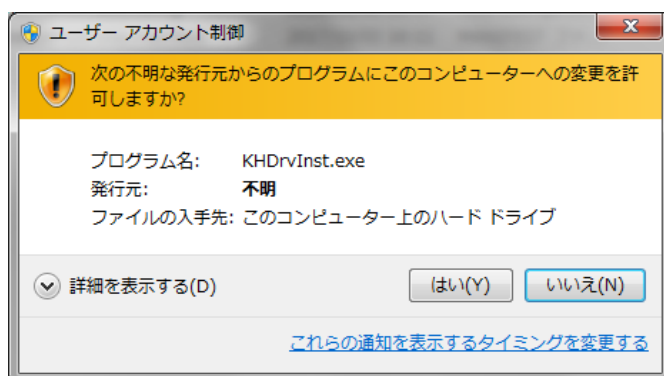 ユーザー アカウント制御
次の不明な発行元からのプログラムにこのコンピューターへの変更を許
可しますか?
プログラム名: KHDrvInst.exe
発行元: 不明
ファイルの入手先: このコンピューター上のハード ドライブ
詳細を表示する(D) はい(Y) いいえ(N)
これらの通知を表示するタイミングを変更する